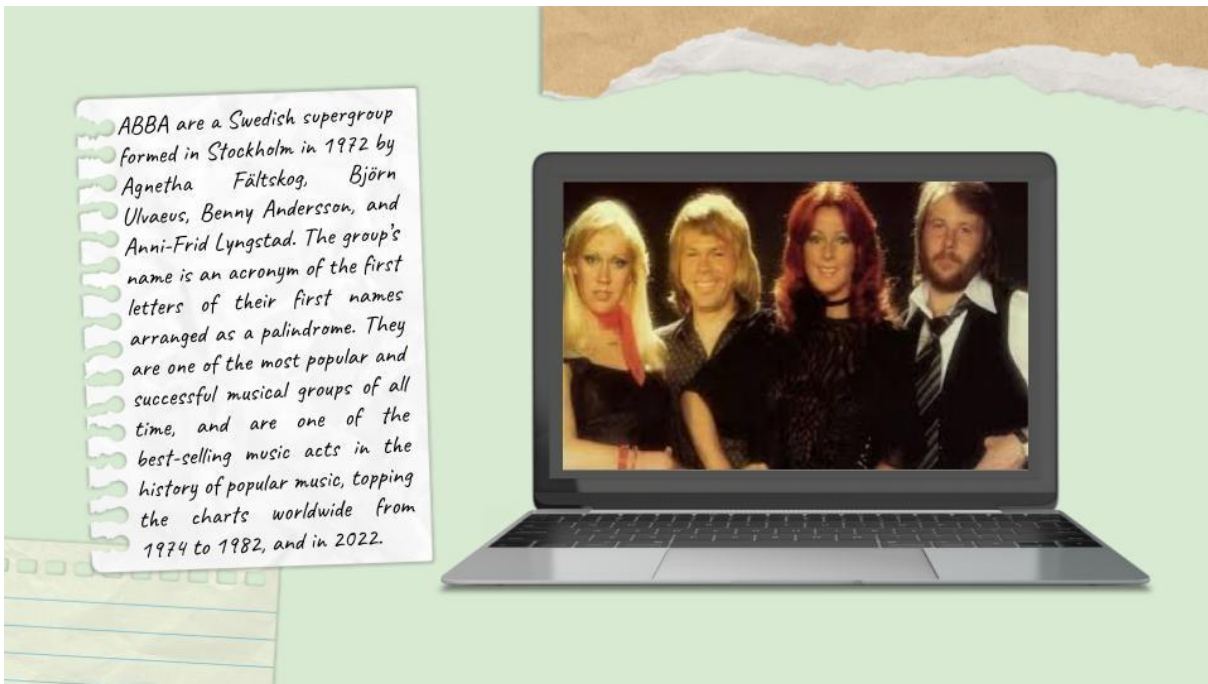 ABBA are a Swedish supergroup
formed in Stockholm in 1972 by
Agnetha Fältskog, Björn
Ulvaeus, Benny Andersson, and
Anni-Frid Lyngstad. The group's
name is an acronym of the first
letters of their first names
arranged as a palindrome. They
are one of the most popular and
successful musical groups of all
time, and are one of the
best-selling music acts in the
history of popular music, topping
the charts worldwide from
1974 to 1982, and in 2022.